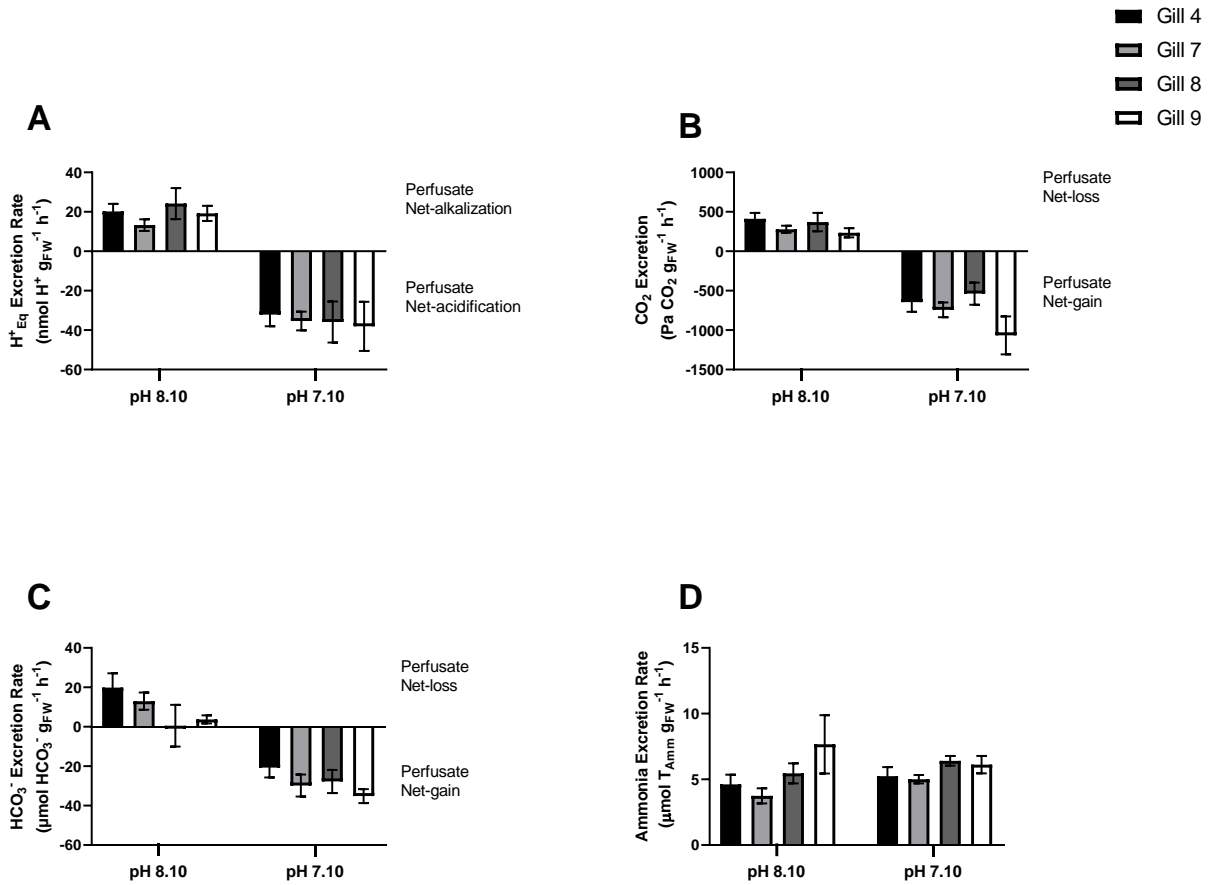 Gill 4
Gill 7
Gill 8
Gill 9
A
H⁺Eq Excretion Rate
(nmol H⁺ gFW⁻¹ h⁻¹)
40
20
0
-20
-40
-60
pH 8.10
pH 7.10
Perfusate
Net-alkalization
Perfusate
Net-acidification
B
CO₂ Excretion
(Pa CO₂ gFW⁻¹ h⁻¹)
1000
500
0
-500
-1000
-1500
pH 8.10
pH 7.10
Perfusate
Net-loss
Perfusate
Net-gain
C
HCO₃⁻ Excretion Rate
(μmol HCO₃⁻ gFW⁻¹ h⁻¹)
40
20
0
-20
-40
-60
pH 8.10
pH 7.10
Perfusate
Net-loss
Perfusate
Net-gain
D
Ammonia Excretion Rate
(μmol TAmm gFW⁻¹ h⁻¹)
15
10
5
0
pH 8.10
pH 7.10